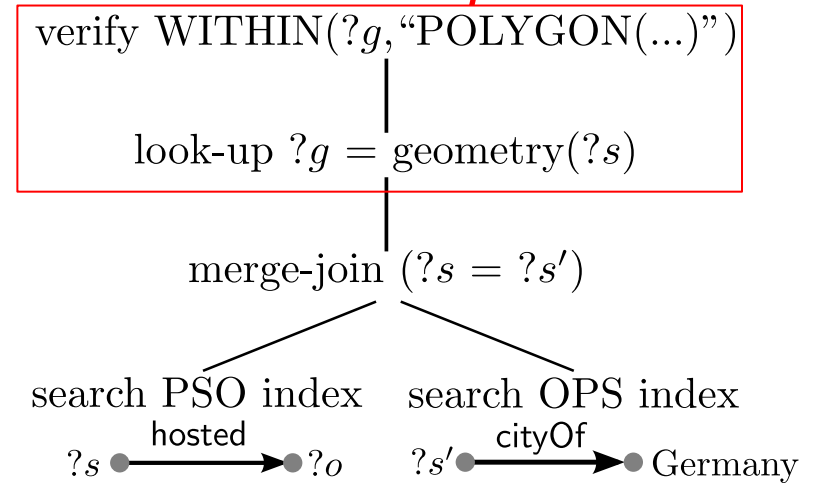 verify WITHIN(?g,“POLYGON(...)”)
look-up ?g = geometry(?s)
merge-join (?s = ?s′)
search PSO index search OPS index
hosted cityOf
?s ?o ?s′ Germany